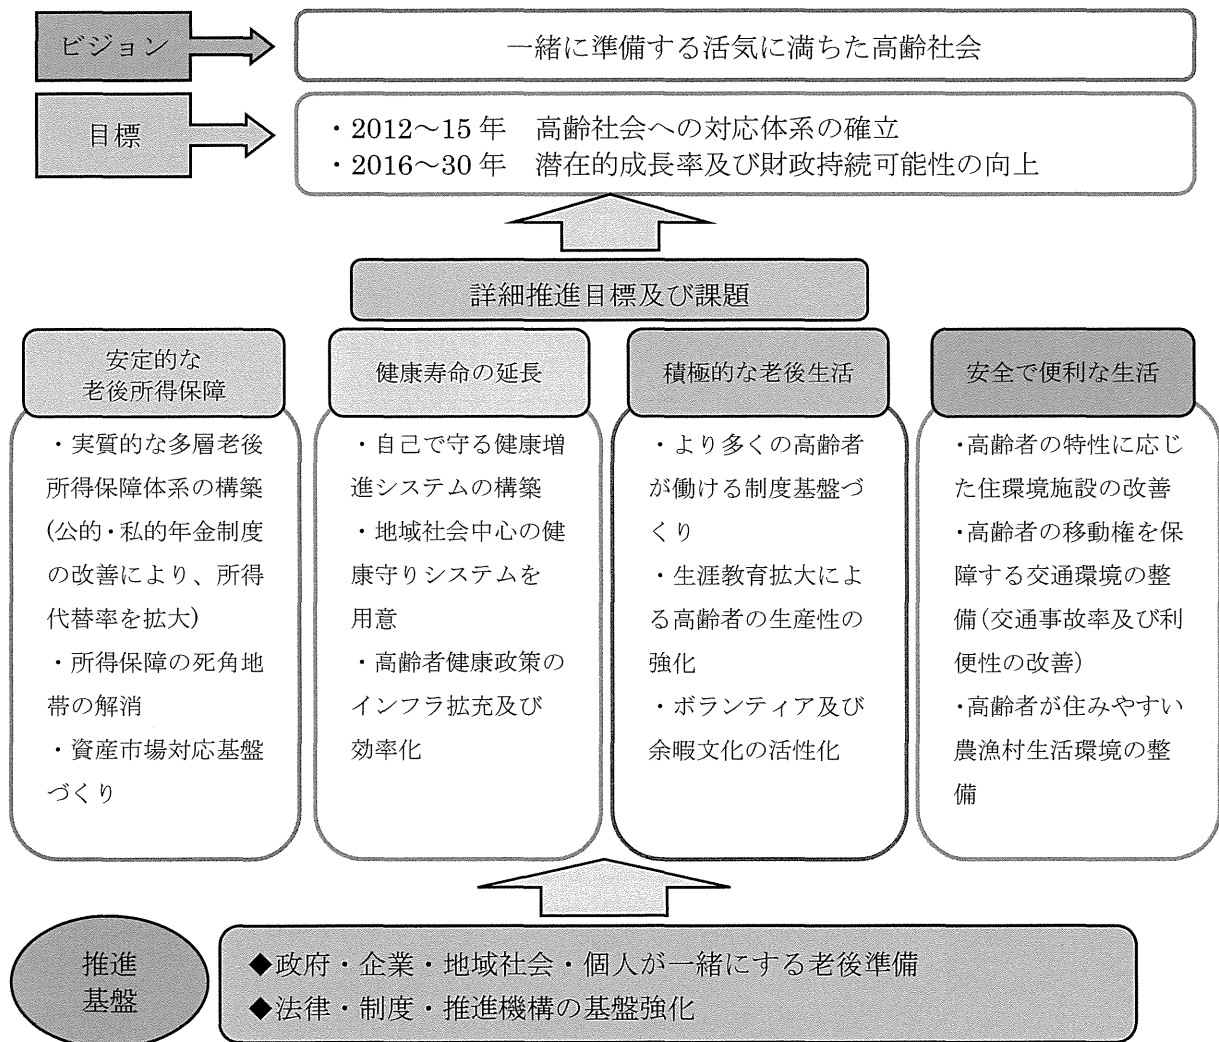 ビジョン
一緒に準備する活気に満ちた高齢社会
目標
・2012～15 年　高齢社会への対応体系の確立
・2016～30 年　潜在的成長率及び財政持続可能性の向上
詳細推進目標及び課題
安定的な
老後所得保障
・実質的な多層老後
所得保障体系の構築
(公的・私的年金制度
の改善により、所得
代替率を拡大)
・所得保障の死角地
帯の解消
・資産市場対応基盤
づくり
健康寿命の延長
・自己で守る健康増
進システムの構築
・地域社会中心の健
康守りシステムを
用意
・高齢者健康政策の
インフラ拡充及び
効率化
積極的な老後生活
・より多くの高齢者
が働ける制度基盤づ
くり
・生涯教育拡大によ
る高齢者の生産性の
強化
・ボランティア及び
余暇文化の活性化
安全で便利な生活
・高齢者の特性に応じ
た住環境施設の改善
・高齢者の移動権を保
障する交通環境の整
備(交通事故率及び利
便性の改善)
・高齢者が住みやすい
農漁村生活環境の整
備
推進
基盤
◆政府・企業・地域社会・個人が一緒にする老後準備
◆法律・制度・推進機構の基盤強化